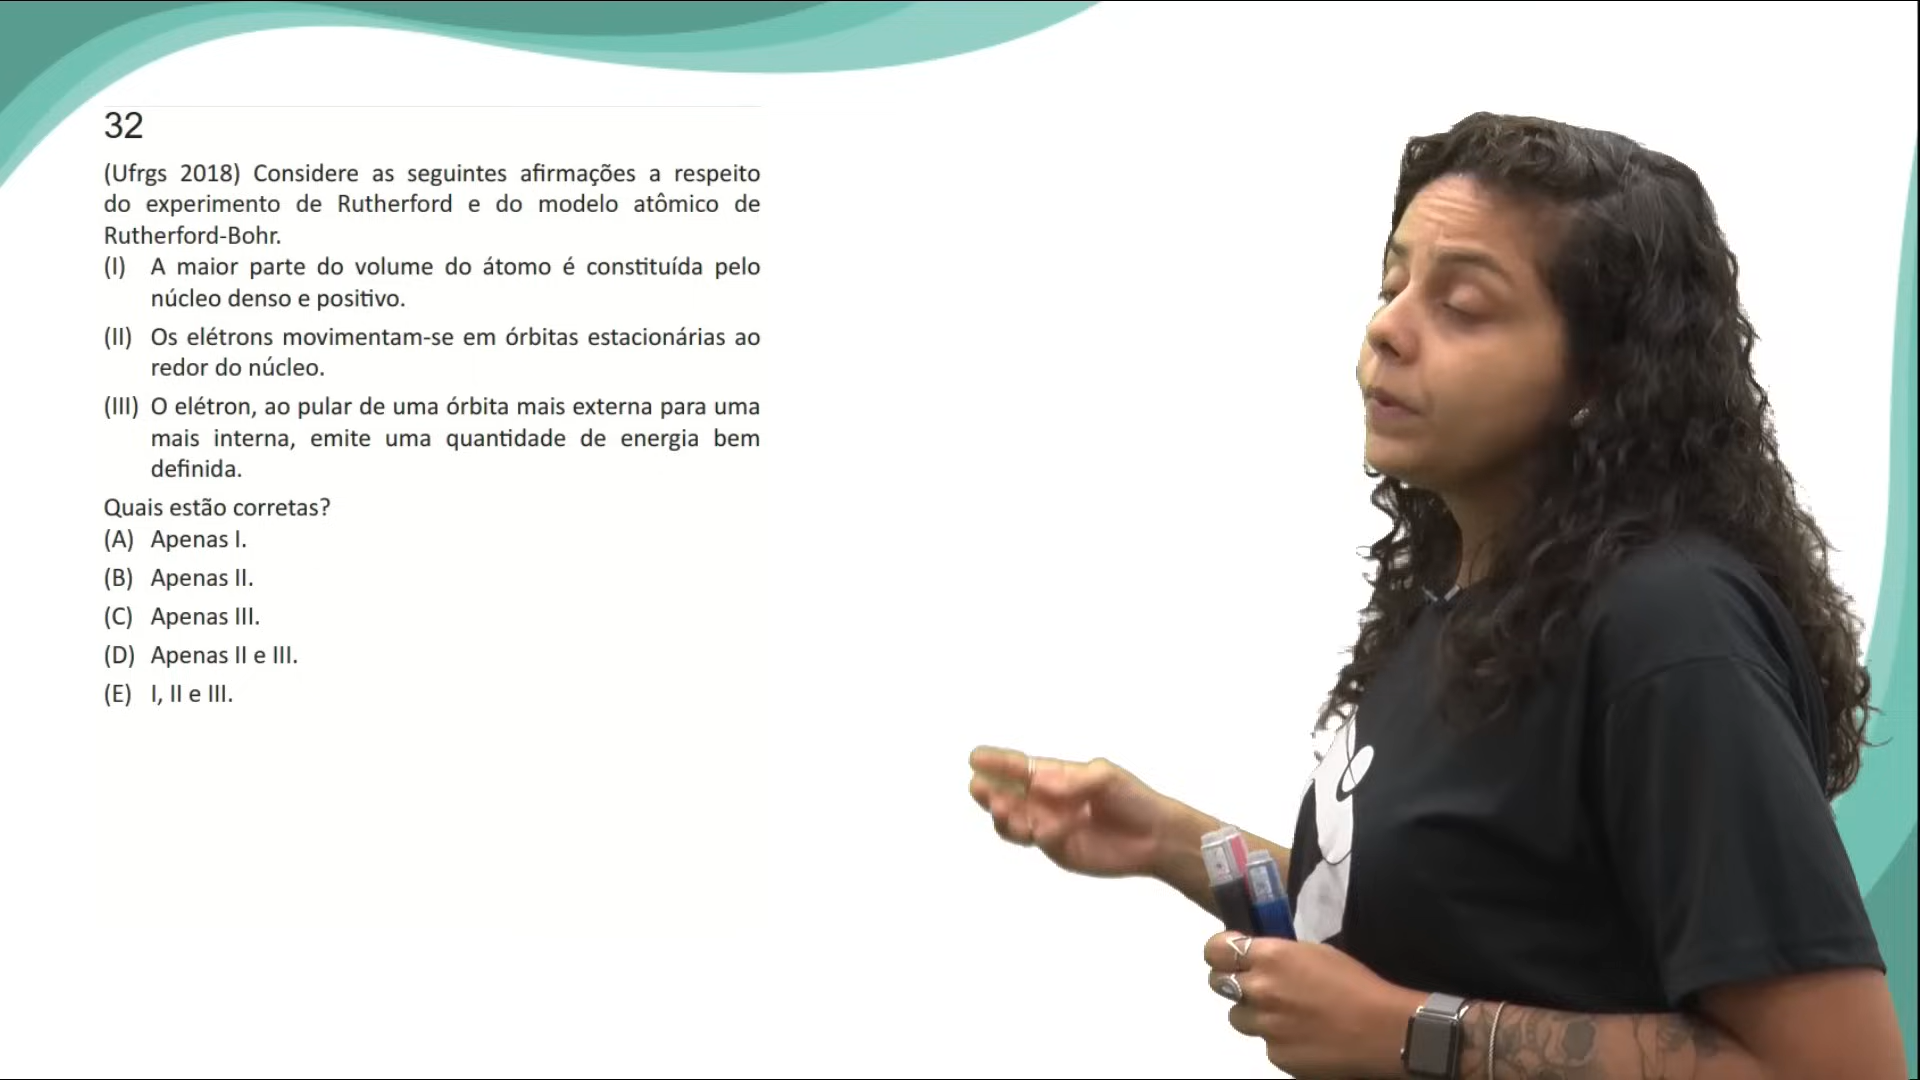 32
(Ufrgs 2018) Considere as seguintes afirmações a respeito
do experimento de Rutherford e do modelo atômico de
Rutherford-Bohr.
(I) A maior parte do volume do átomo é constituída pelo
núcleo denso e positivo.
(II) Os elétrons movimentam-se em órbitas estacionárias ao
redor do núcleo.
(III) O elétron, ao pular de uma órbita mais externa para uma
mais interna, emite uma quantidade de energia bem
definida.
Quais estão corretas?
(A) Apenas I.
(B) Apenas II.
(C) Apenas III.
(D) Apenas II e III.
(E) I, II e III.